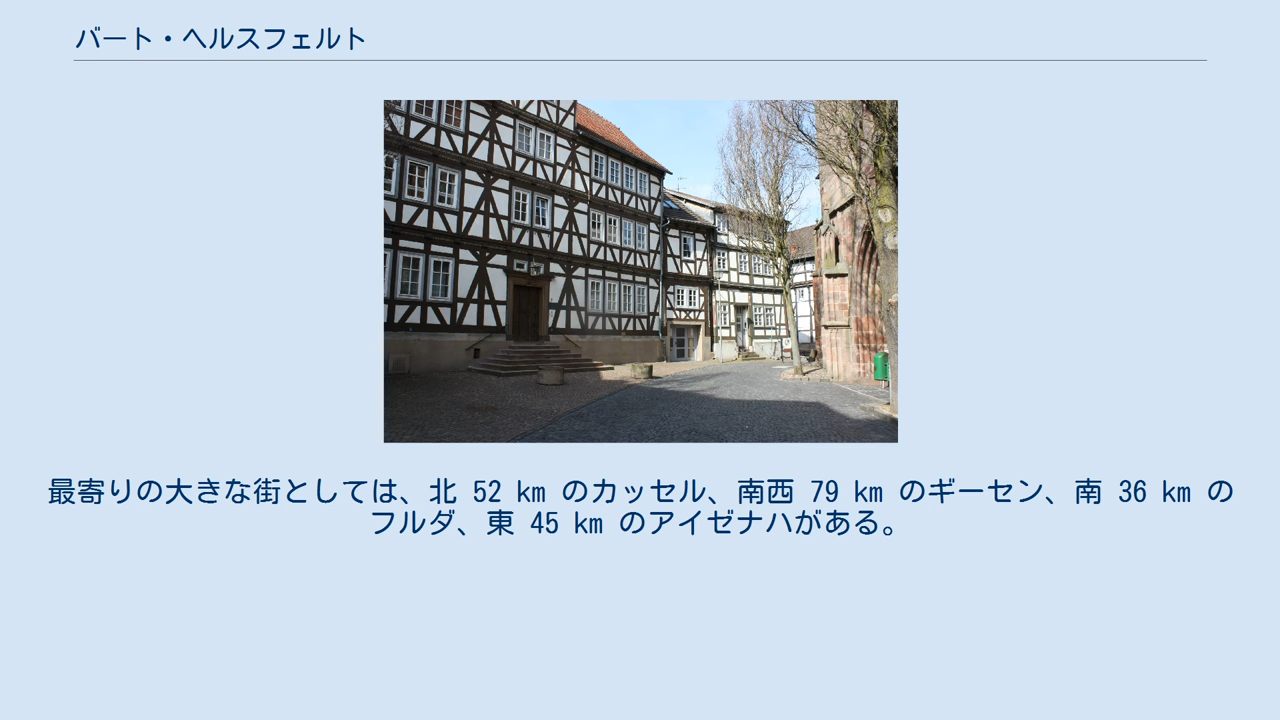 バート・ヘルスフェルト
最寄りの大きな街としては、北 52 km のカッセル、南西 79 km のギーセン、南 36 km の
フルダ、東 45 km のアイゼナハがある。